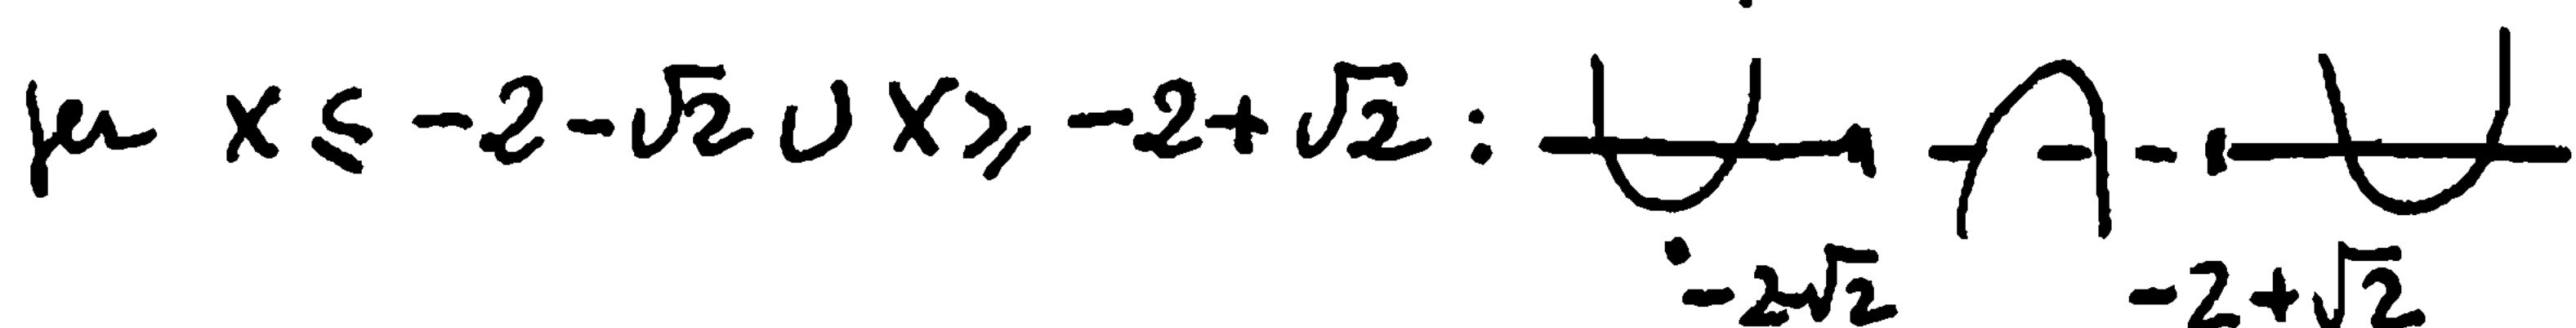 per x ≤ -2-√2 ∪ x ≥ -2+√2 :
-2√2 -2+√2